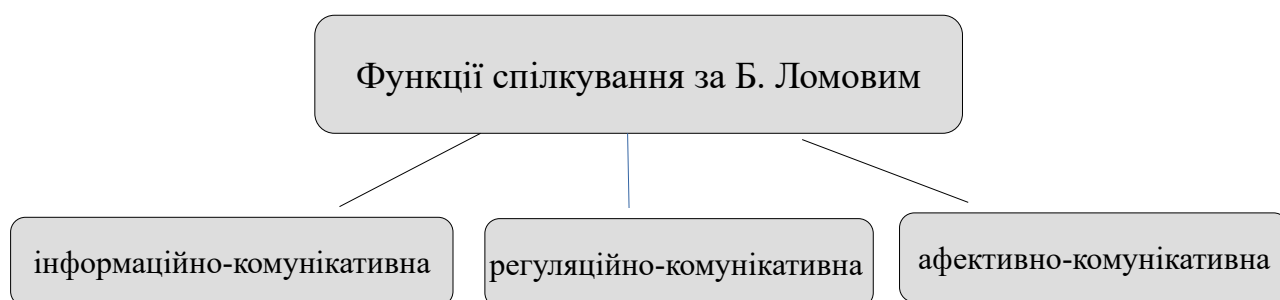 Функції спілкування за Б. Ломовим
інформаційно-комунікативна
регуляційно-комунікативна
афективно-комунікативна